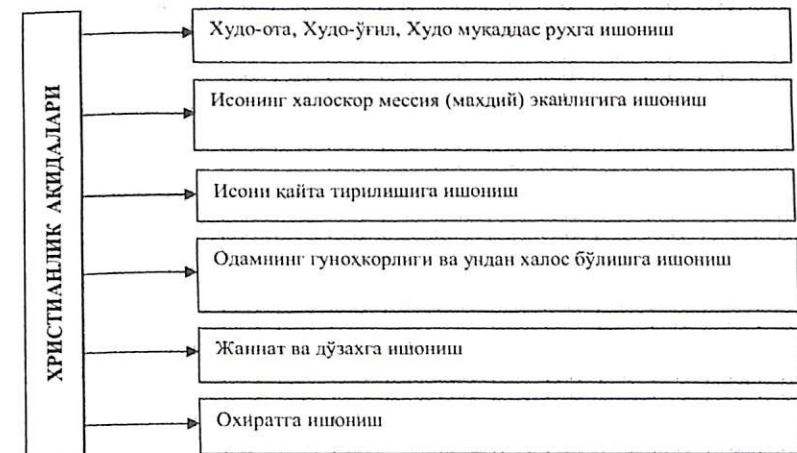 ХРИСТИАНЛИК АҚИДАЛАРИ
Худо-ота, Худо-ўғил, Худо муқаддас руҳга ишониш
Исонинг халоскор мессия (махдий) эканлигига ишониш
Исони қайта тирилишига ишониш
Одамнинг гуноҳкорлиги ва ундан халос бўлишга ишониш
Жаннат ва дўзахга ишониш
Охиратга ишониш